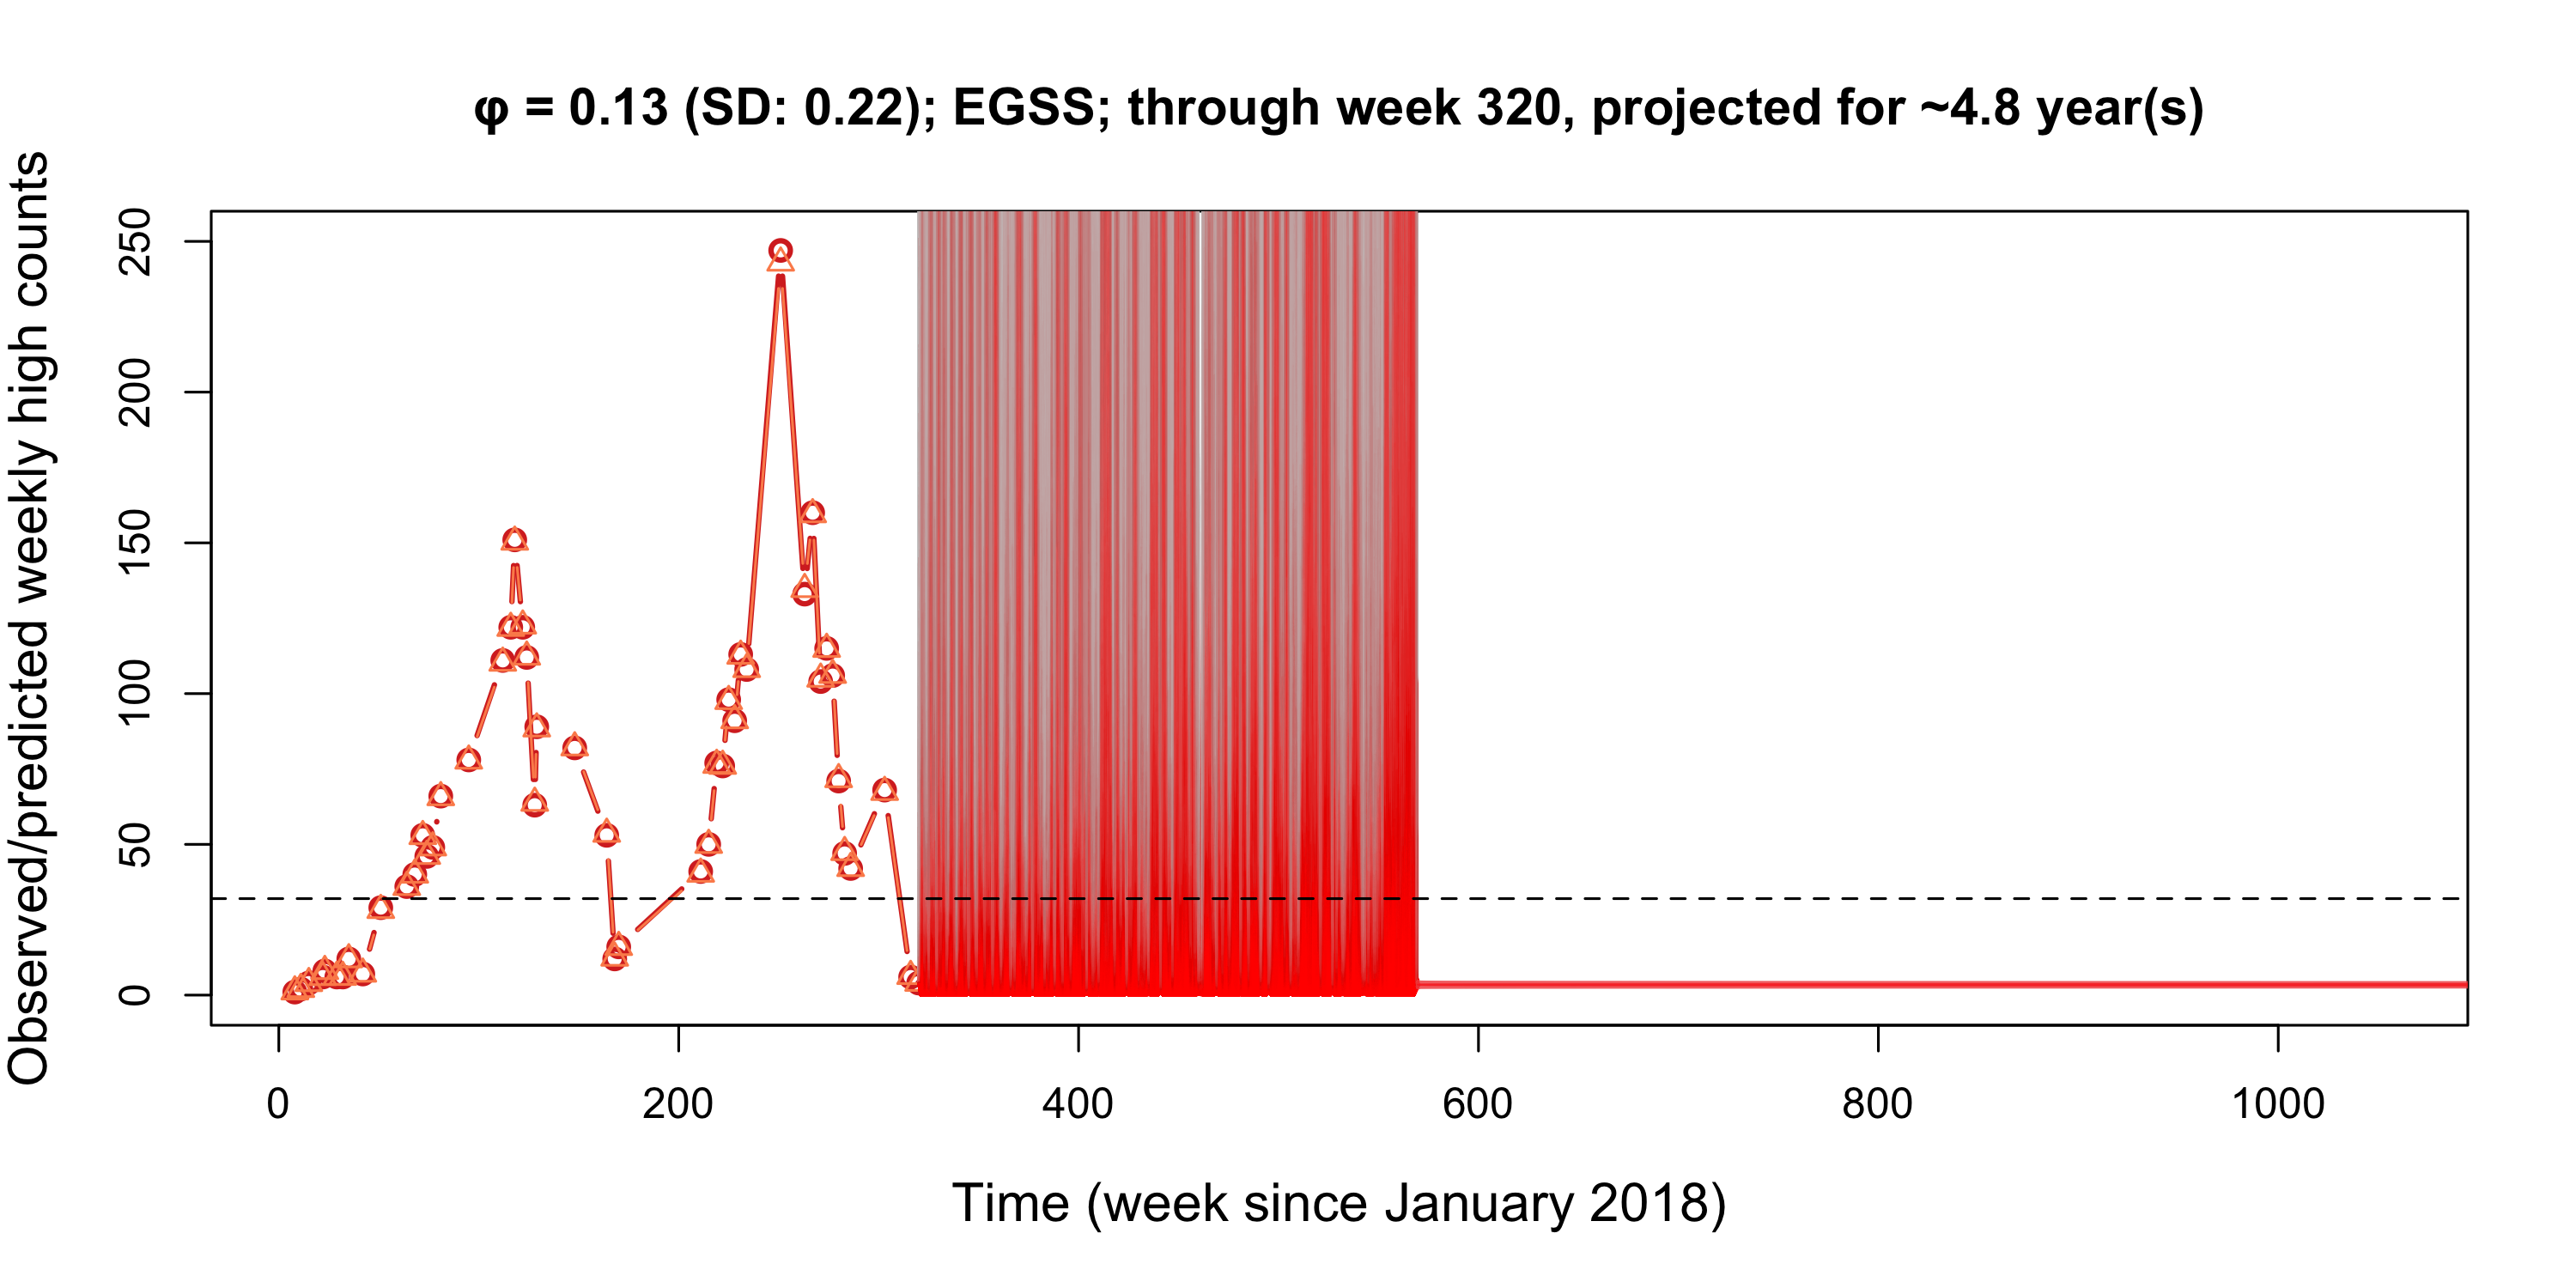 φ = 0.13 (SD: 0.22); EGSS; through week 320, projected for ~4.8 year(s)
Observed/predicted weekly high counts
250
200
150
100
50
0
0 200 400 600 800 1000
Time (week since January 2018)